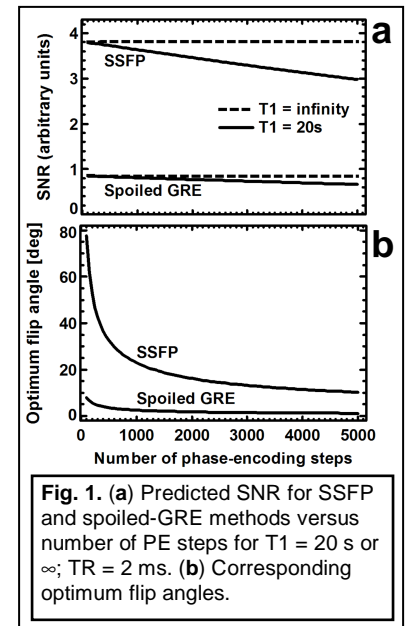 a
SNR (arbitrary units)
4
3
2
1
0
SSFP
T1 = infinity
T1 = 20s
Spoiled GRE
b
Optimum flip angle [deg]
80
60
40
20
0
SSFP
Spoiled GRE
0 1000 2000 3000 4000 5000
Number of phase-encoding steps
Fig. 1. (a) Predicted SNR for SSFP
and spoiled-GRE methods versus
number of PE steps for T1 = 20 s or
∞; TR = 2 ms. (b) Corresponding
optimum flip angles.